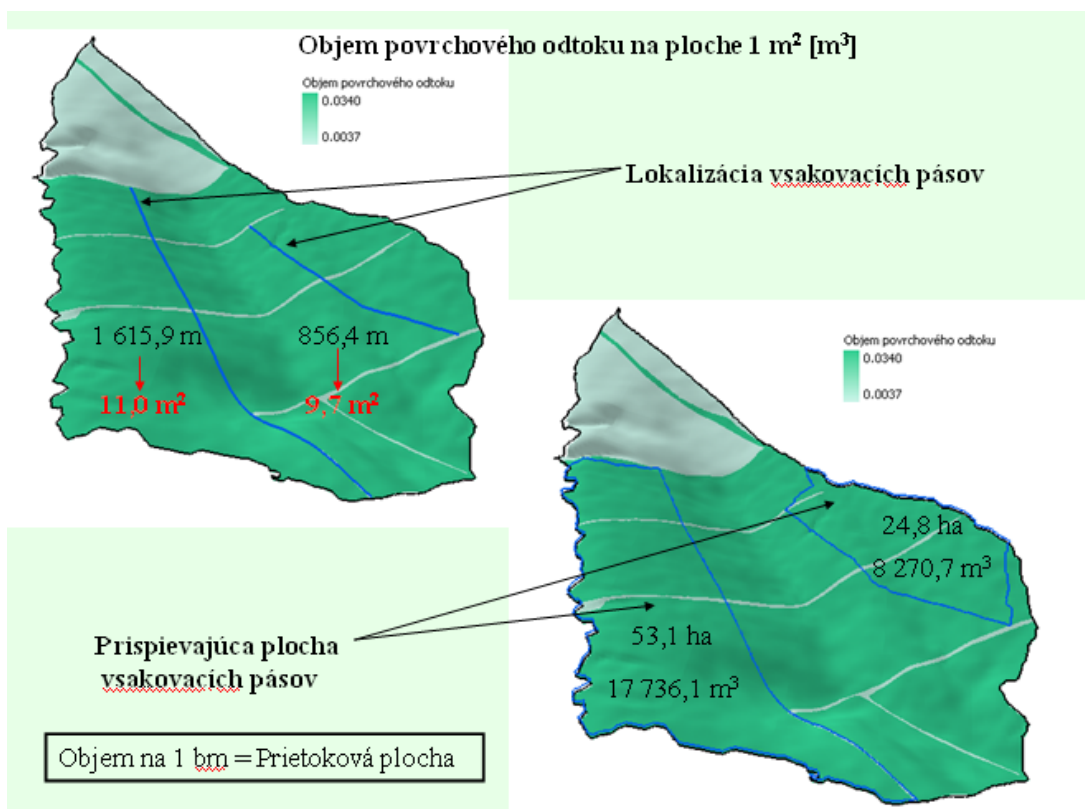 Objem povrchového odtoku na ploche 1 m² [m³]
Objem povrchového odtoku
0.0340
0.0037
Lokalizácia vsakovacích pásov
1 615,9 m
856,4 m
11,0 m²
9,7 m²
Objem povrchového odtoku
0.0340
0.0037
24,8 ha
8 270,7 m³
53,1 ha
17 736,1 m³
Prispievajúca plocha
vsakovacích pásov
Objem na 1 bm = Prietoková plocha